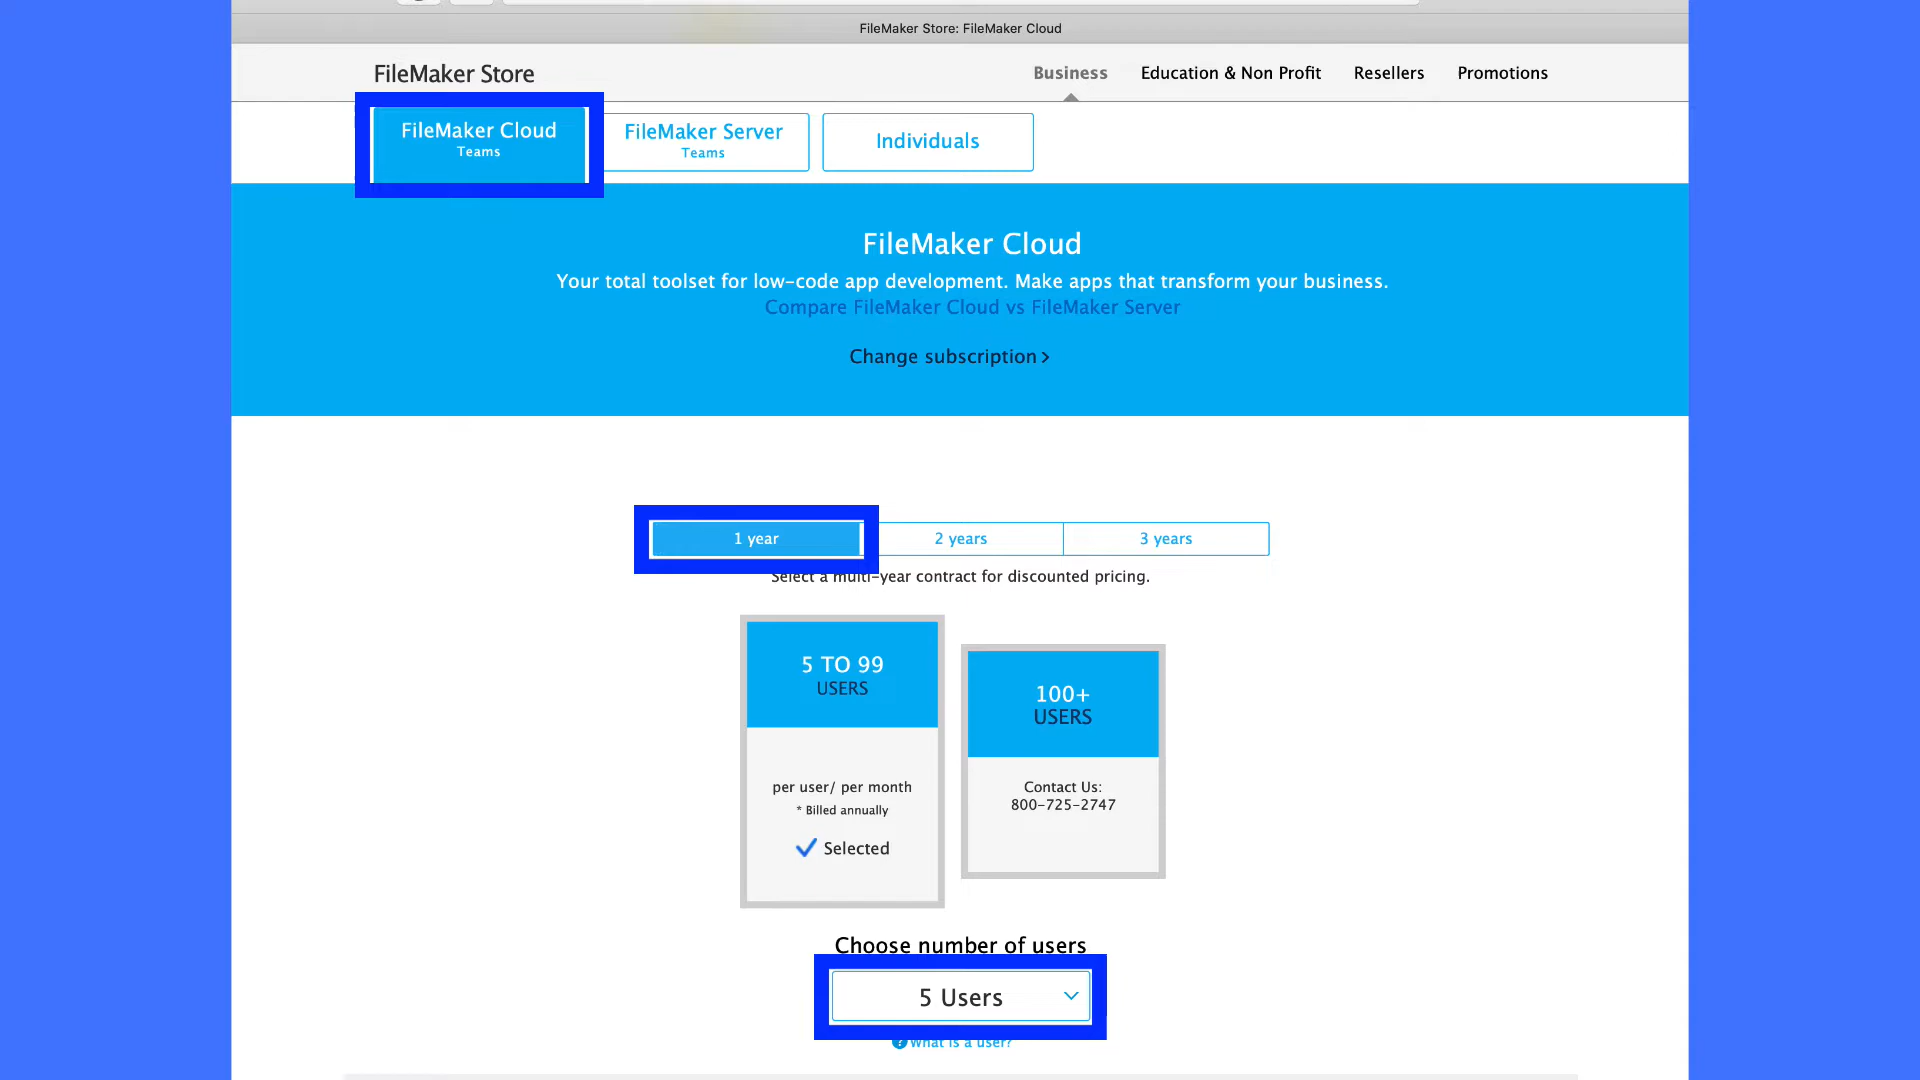 FileMaker Store: FileMaker Cloud
FileMaker Store
Business
Education & Non Profit
Resellers
Promotions
FileMaker Cloud
Teams
FileMaker Server
Teams
Individuals
FileMaker Cloud
Your total toolset for low-code app development. Make apps that transform your business.
Compare FileMaker Cloud vs FileMaker Server
Change subscription >
1 year
2 years
3 years
Select a multi-year contract for discounted pricing.
5 TO 99
USERS
per user/ per month
* Billed annually
Selected
100+
USERS
Contact Us:
800-725-2747
Choose number of users
5 Users
What is a user?